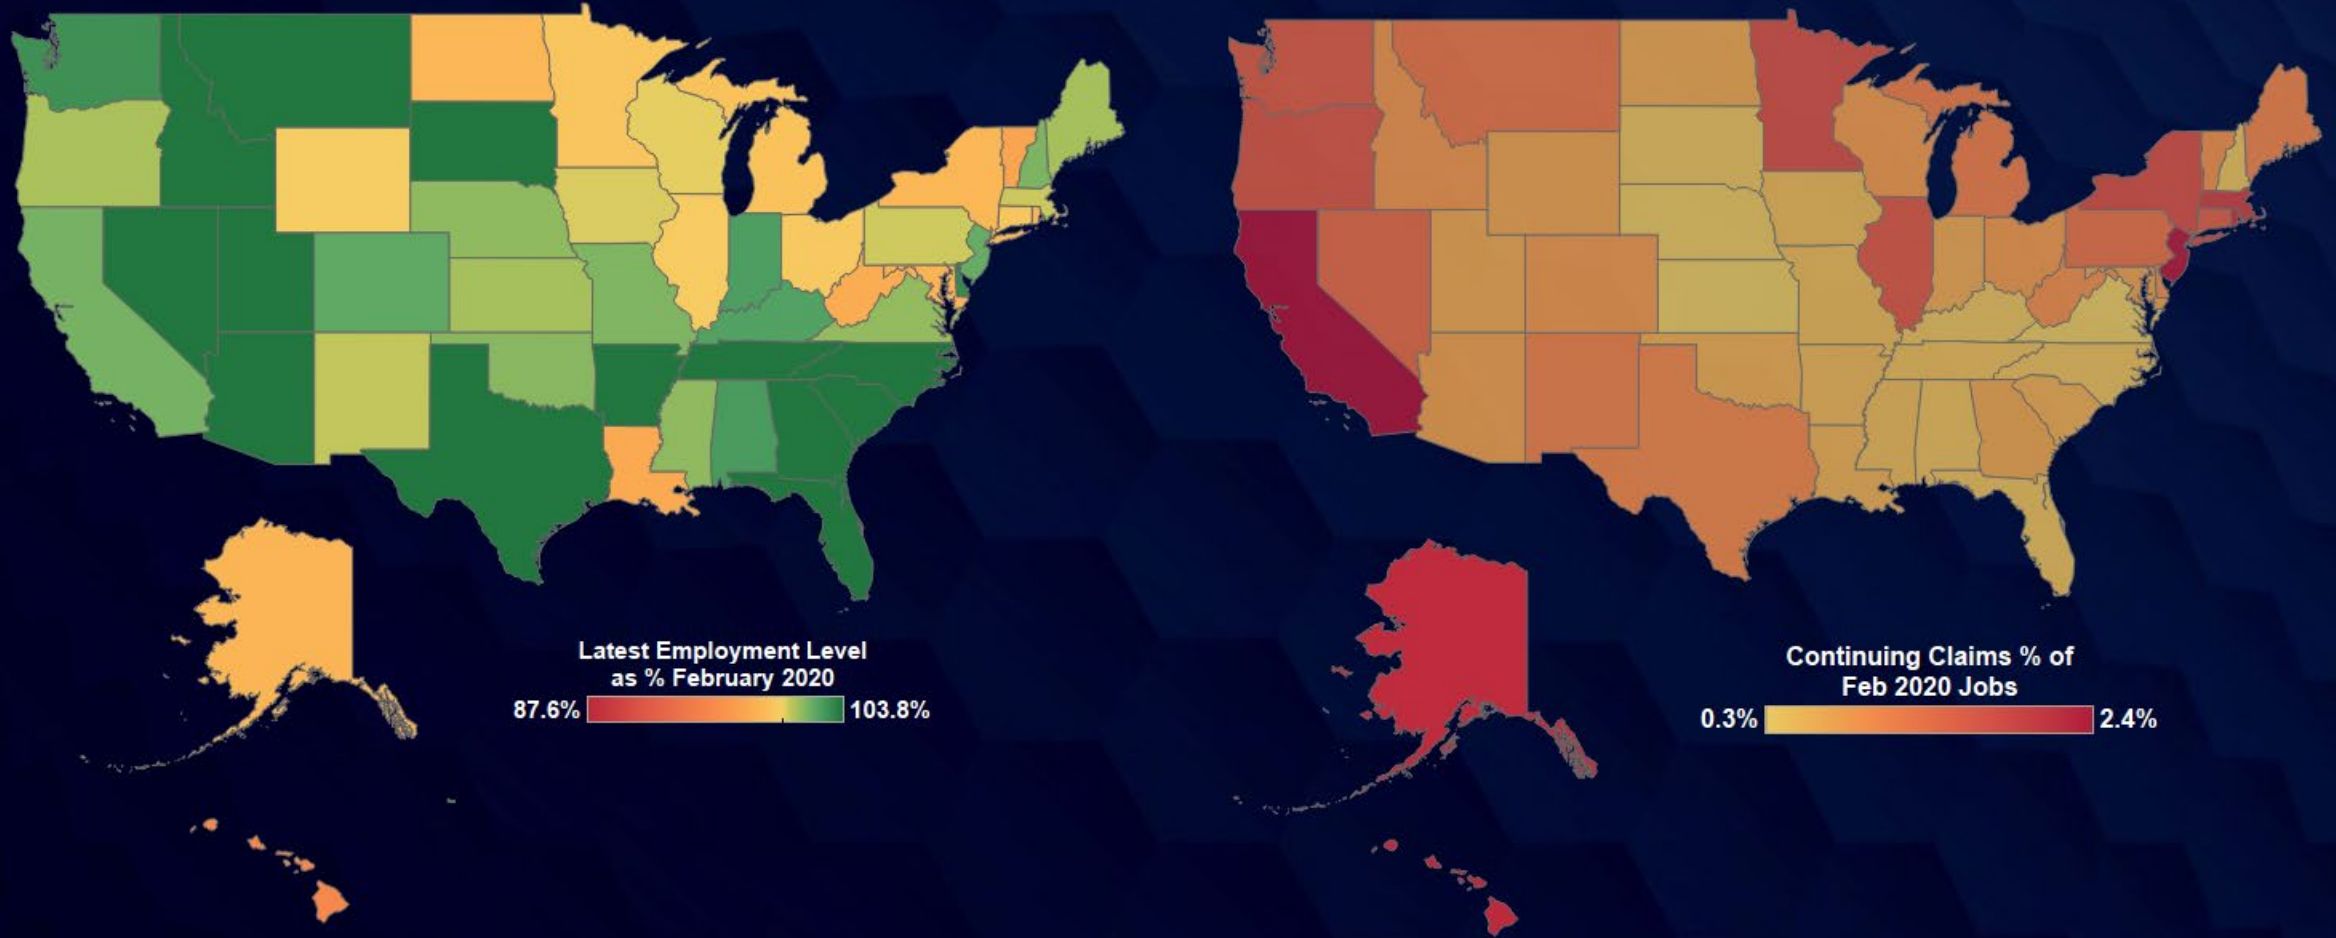 Latest Employment Level
as % February 2020
87.6%
103.8%
Continuing Claims % of
Feb 2020 Jobs
0.3%
2.4%